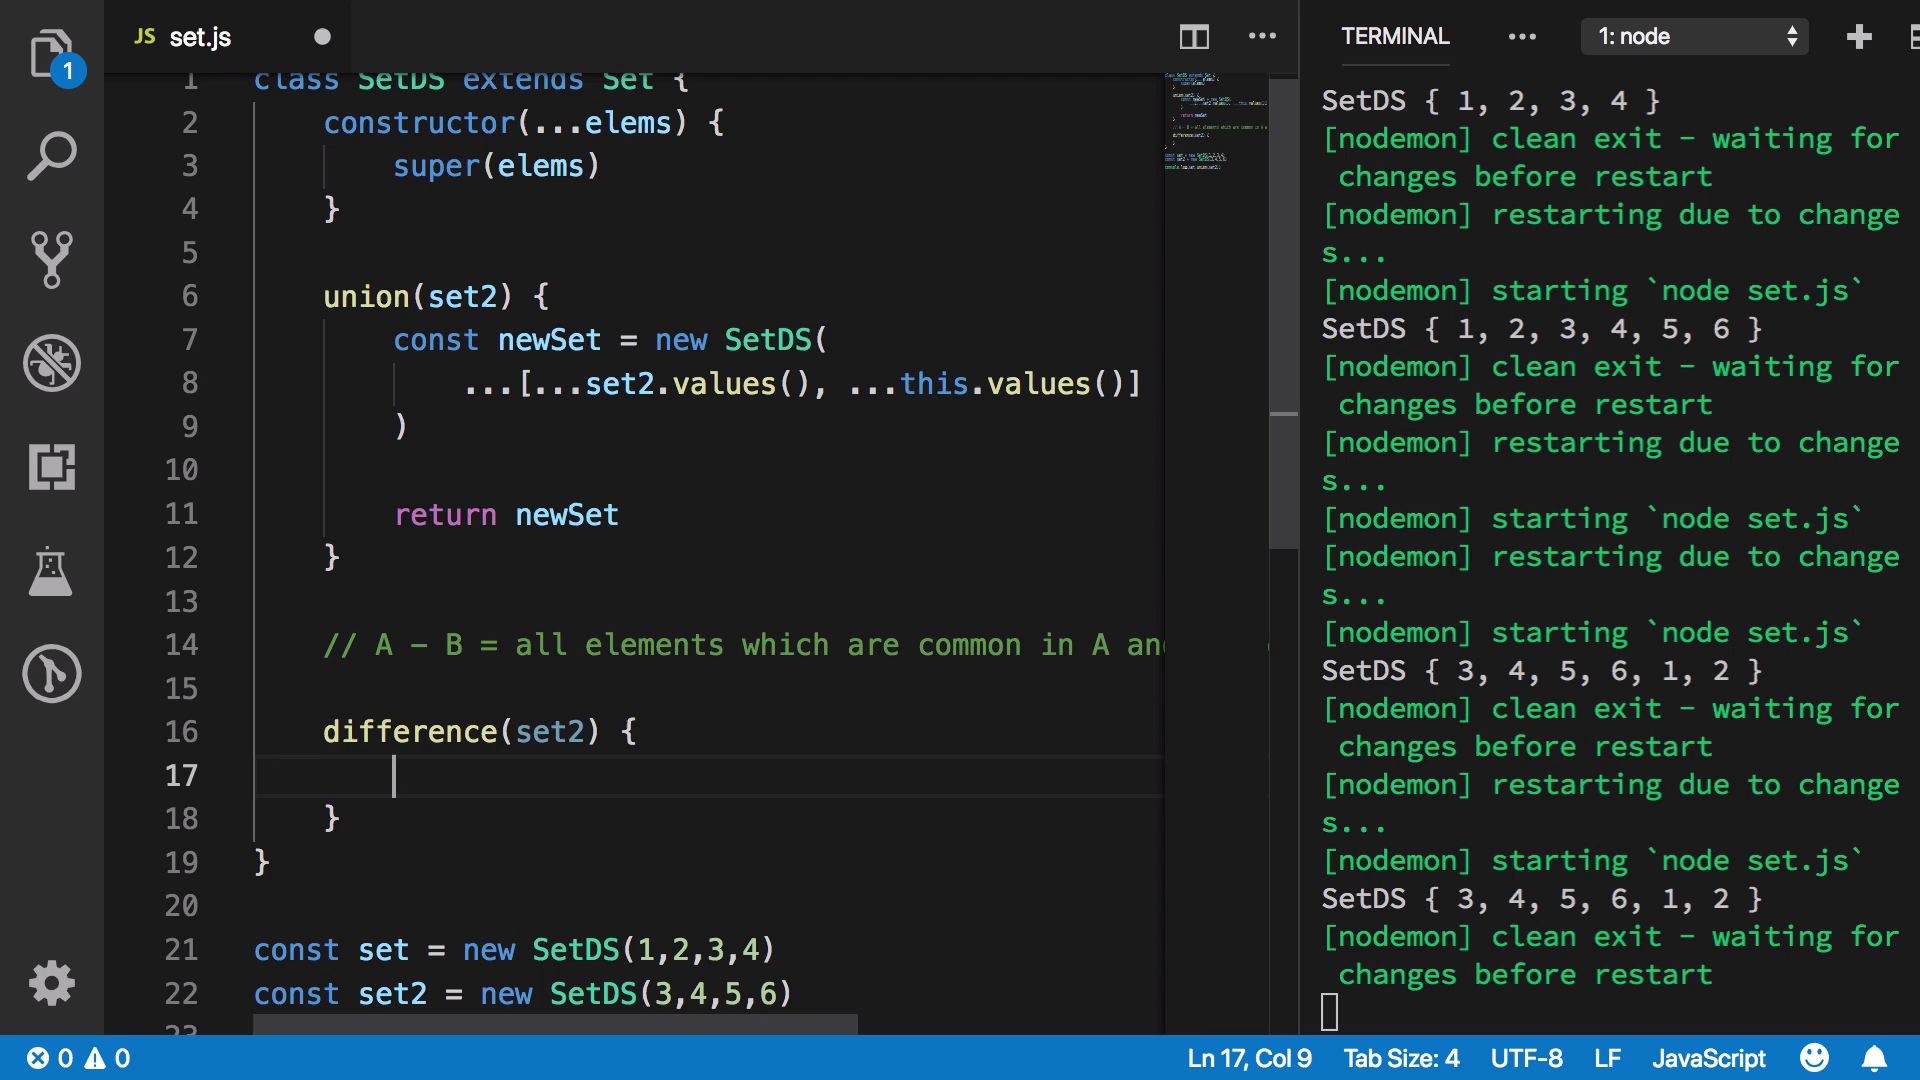 1
JS set.js
1 class SetDS extends Set {
2 constructor(...elems) {
3 super(elems)
4 }
5
6 union(set2) {
7 const newSet = new SetDS(
8 ...[...set2.values(), ...this.values()]
9 )
10
11 return newSet
12 }
13
14 // A - B = all elements which are common in A an
15
16 difference(set2) {
17
18 }
19 }
20
21 const set = new SetDS(1,2,3,4)
22 const set2 = new SetDS(3,4,5,6)
23
TERMINAL ... 1: node
SetDS { 1, 2, 3, 4 }
[nodemon] clean exit - waiting for
changes before restart
[nodemon] restarting due to change
s...
[nodemon] starting `node set.js`
SetDS { 1, 2, 3, 4, 5, 6 }
[nodemon] clean exit - waiting for
changes before restart
[nodemon] restarting due to change
s...
[nodemon] starting `node set.js`
[nodemon] restarting due to change
s...
[nodemon] starting `node set.js`
SetDS { 3, 4, 5, 6, 1, 2 }
[nodemon] clean exit - waiting for
changes before restart
[nodemon] restarting due to change
s...
[nodemon] starting `node set.js`
SetDS { 3, 4, 5, 6, 1, 2 }
[nodemon] clean exit - waiting for
changes before restart
0 0 Ln 17, Col 9 Tab Size: 4 UTF-8 LF JavaScript